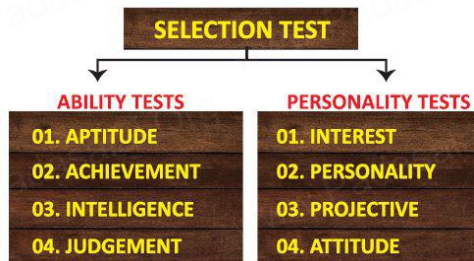 SELECTION TEST
ABILITY TESTS
01. APTITUDE
02. ACHIEVEMENT
03. INTELLIGENCE
04. JUDGEMENT
PERSONALITY TESTS
01. INTEREST
02. PERSONALITY
03. PROJECTIVE
04. ATTITUDE